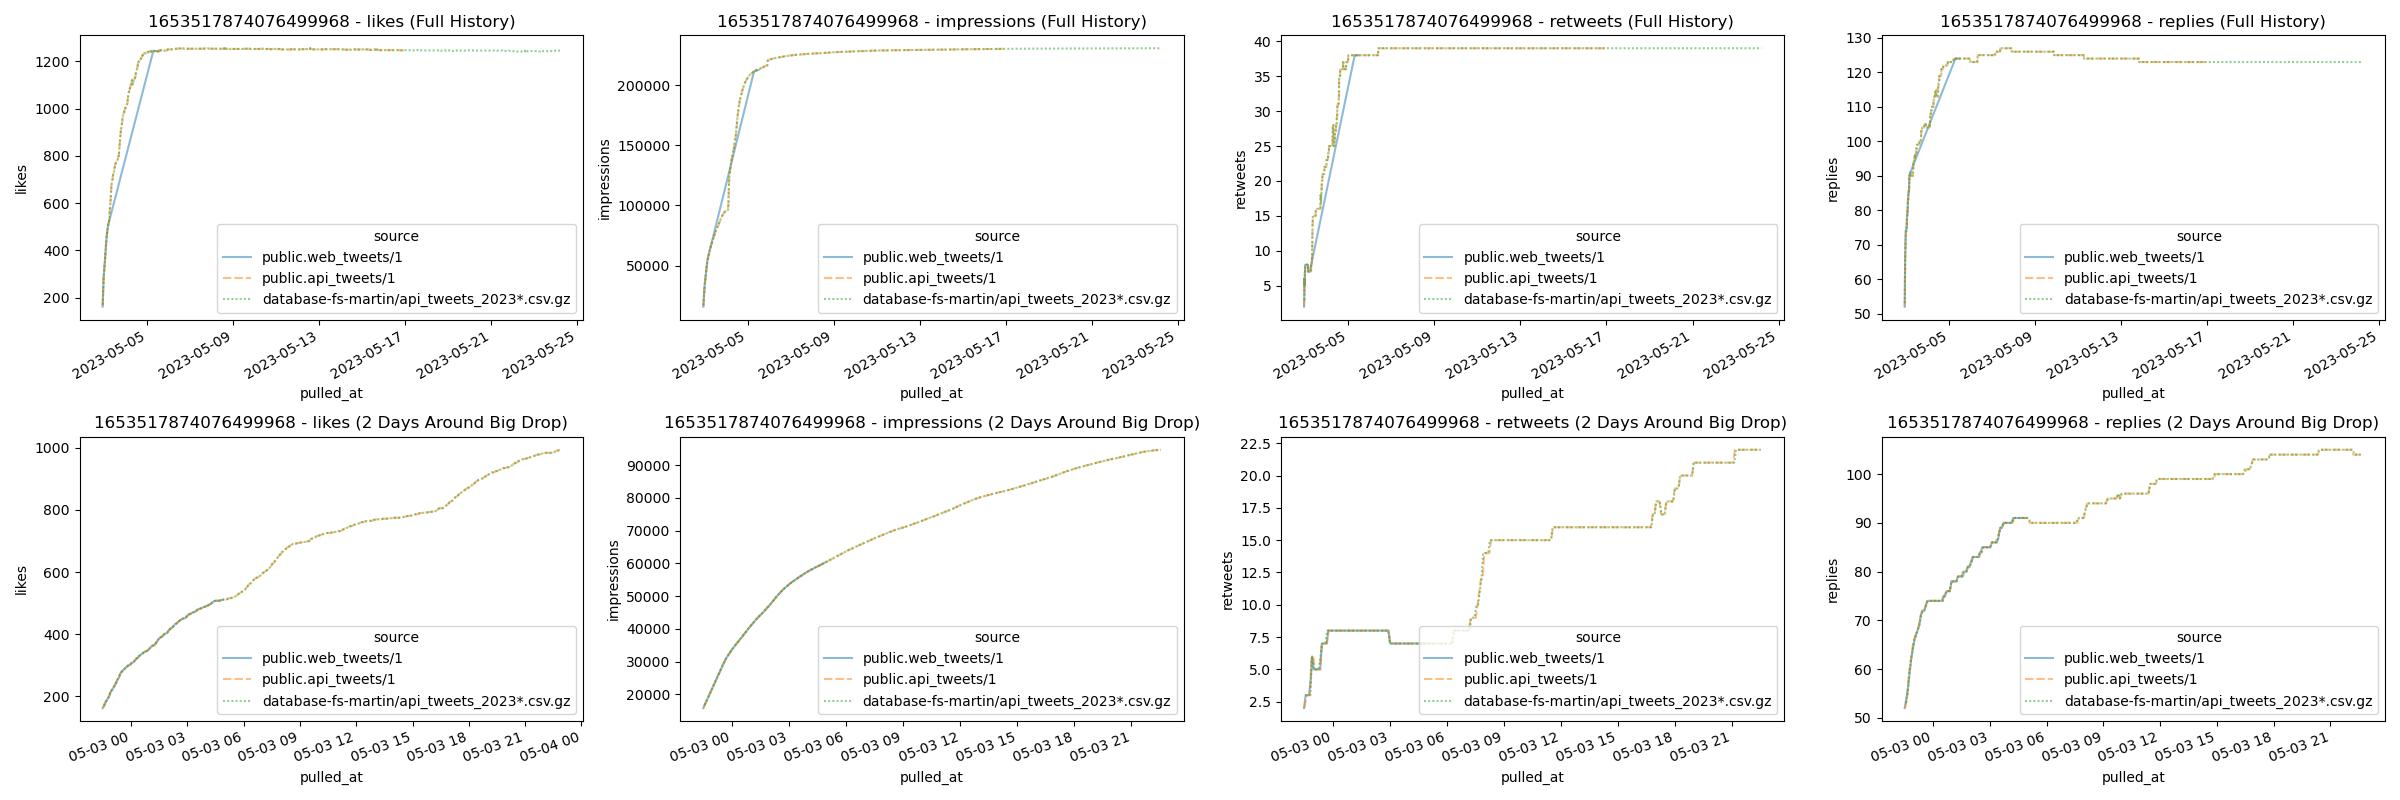 1653517874076499968 - likes (Full History)
1200
1000
800
600
400
200
likes
source
public.web_tweets/1
public.api_tweets/1
database-fs-martin/api_tweets_2023*.csv.gz
2023-05-05
2023-05-09
2023-05-13
2023-05-17
2023-05-21
2023-05-25
pulled_at
1653517874076499968 - impressions (Full History)
200000
150000
100000
50000
impressions
source
public.web_tweets/1
public.api_tweets/1
database-fs-martin/api_tweets_2023*.csv.gz
2023-05-05
2023-05-09
2023-05-13
2023-05-17
2023-05-21
2023-05-25
pulled_at
1653517874076499968 - retweets (Full History)
40
35
30
25
20
15
10
5
retweets
source
public.web_tweets/1
public.api_tweets/1
database-fs-martin/api_tweets_2023*.csv.gz
2023-05-05
2023-05-09
2023-05-13
2023-05-17
2023-05-21
2023-05-25
pulled_at
1653517874076499968 - replies (Full History)
130
120
110
100
90
80
70
60
50
replies
source
public.web_tweets/1
public.api_tweets/1
database-fs-martin/api_tweets_2023*.csv.gz
2023-05-05
2023-05-09
2023-05-13
2023-05-17
2023-05-21
2023-05-25
pulled_at
1653517874076499968 - likes (2 Days Around Big Drop)
1000
800
600
400
200
likes
source
public.web_tweets/1
public.api_tweets/1
database-fs-martin/api_tweets_2023*.csv.gz
05-03 00
05-03 03
05-03 06
05-03 09
05-03 12
05-03 15
05-03 18
05-03 21
05-04 00
pulled_at
1653517874076499968 - impressions (2 Days Around Big Drop)
90000
80000
70000
60000
50000
40000
30000
20000
impressions
source
public.web_tweets/1
public.api_tweets/1
database-fs-martin/api_tweets_2023*.csv.gz
05-03 00
05-03 03
05-03 06
05-03 09
05-03 12
05-03 15
05-03 18
05-03 21
pulled_at
1653517874076499968 - retweets (2 Days Around Big Drop)
22.5
20.0
17.5
15.0
12.5
10.0
7.5
5.0
2.5
retweets
source
public.web_tweets/1
public.api_tweets/1
database-fs-martin/api_tweets_2023*.csv.gz
05-03 00
05-03 03
05-03 06
05-03 09
05-03 12
05-03 15
05-03 18
05-03 21
pulled_at
1653517874076499968 - replies (2 Days Around Big Drop)
100
90
80
70
60
50
replies
source
public.web_tweets/1
public.api_tweets/1
database-fs-martin/api_tweets_2023*.csv.gz
05-03 00
05-03 03
05-03 06
05-03 09
05-03 12
05-03 15
05-03 18
05-03 21
pulled_at